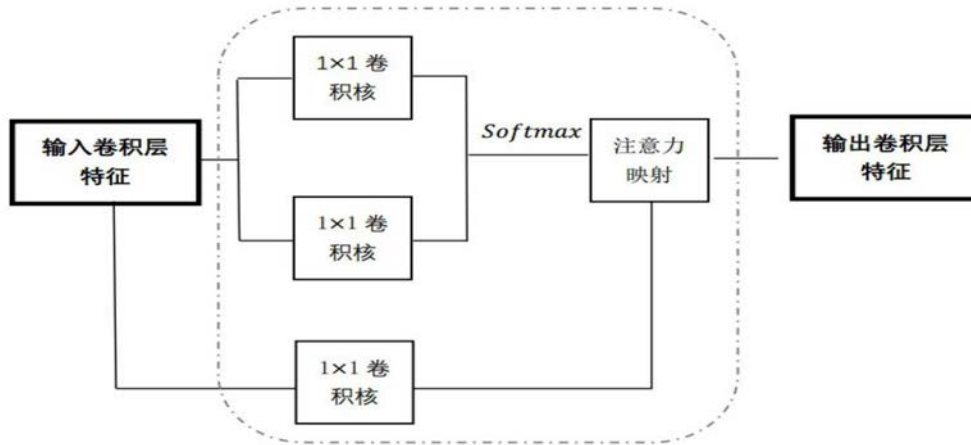 1×1 卷
积核
输入卷积层
特征
1×1 卷
积核
Softmax
注意力
映射
输出卷积层
特征
1×1 卷
积核